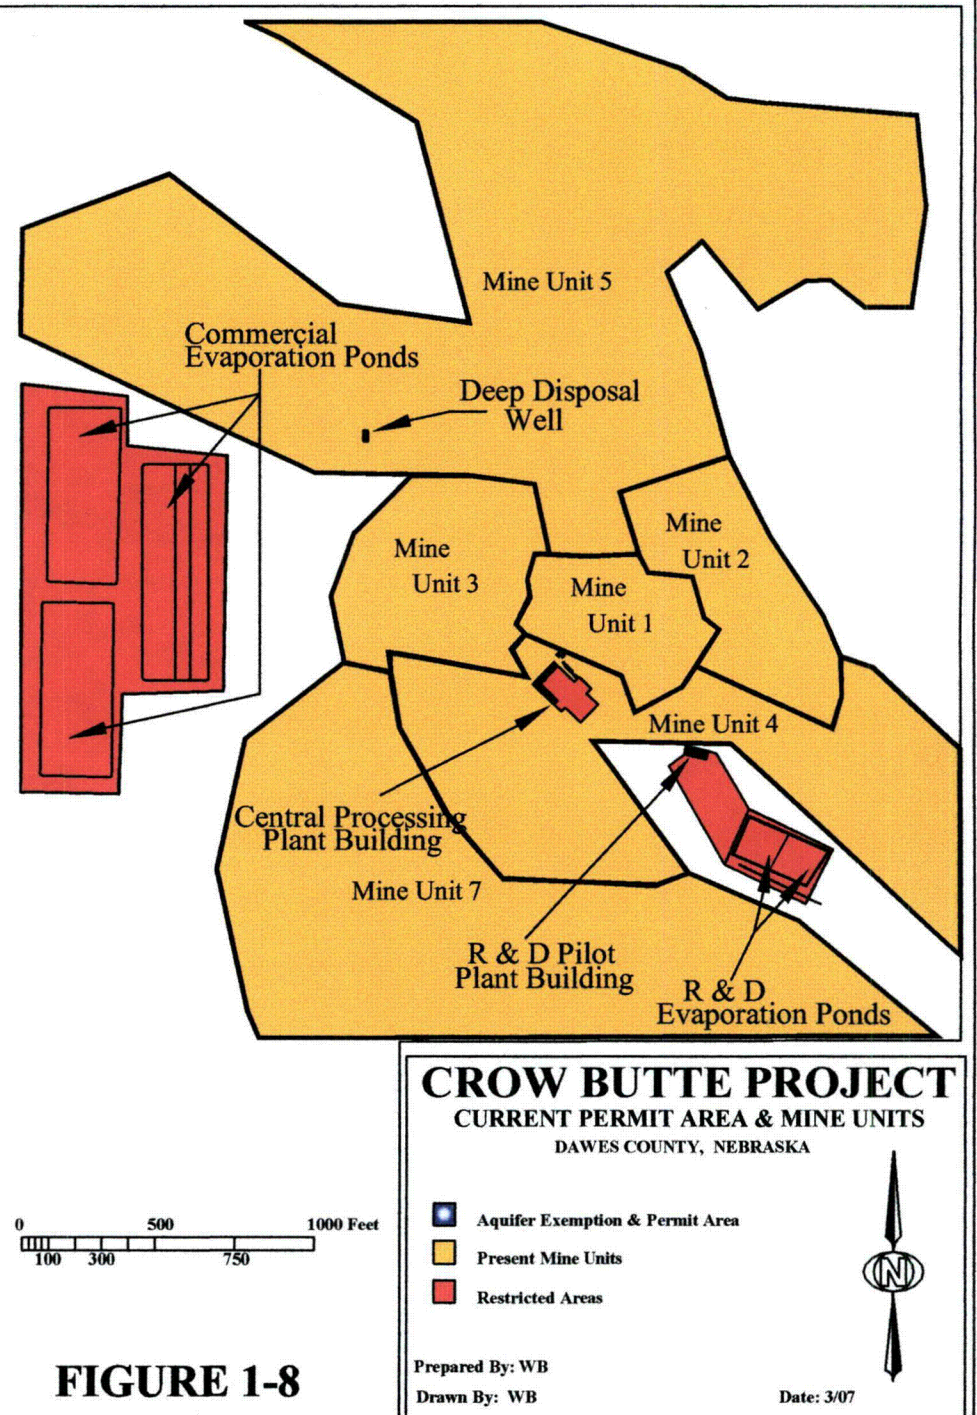 Mine Unit 5
Commercial
Evaporation Ponds
Deep Disposal
Well
Mine
Unit 2
Mine
Unit 3
Mine
Unit 1
Mine Unit 4
Central Processing
Plant Building
Mine Unit 7
R & D Pilot
Plant Building
R & D
Evaporation Ponds
CROW BUTTE PROJECT
CURRENT PERMIT AREA & MINE UNITS
DAWES COUNTY, NEBRASKA
Aquifer Exemption & Permit Area
Present Mine Units
Restricted Areas
N
0 500 1000 Feet
100 300 750
FIGURE 1-8
Prepared By: WB
Drawn By: WB
Date: 3/07